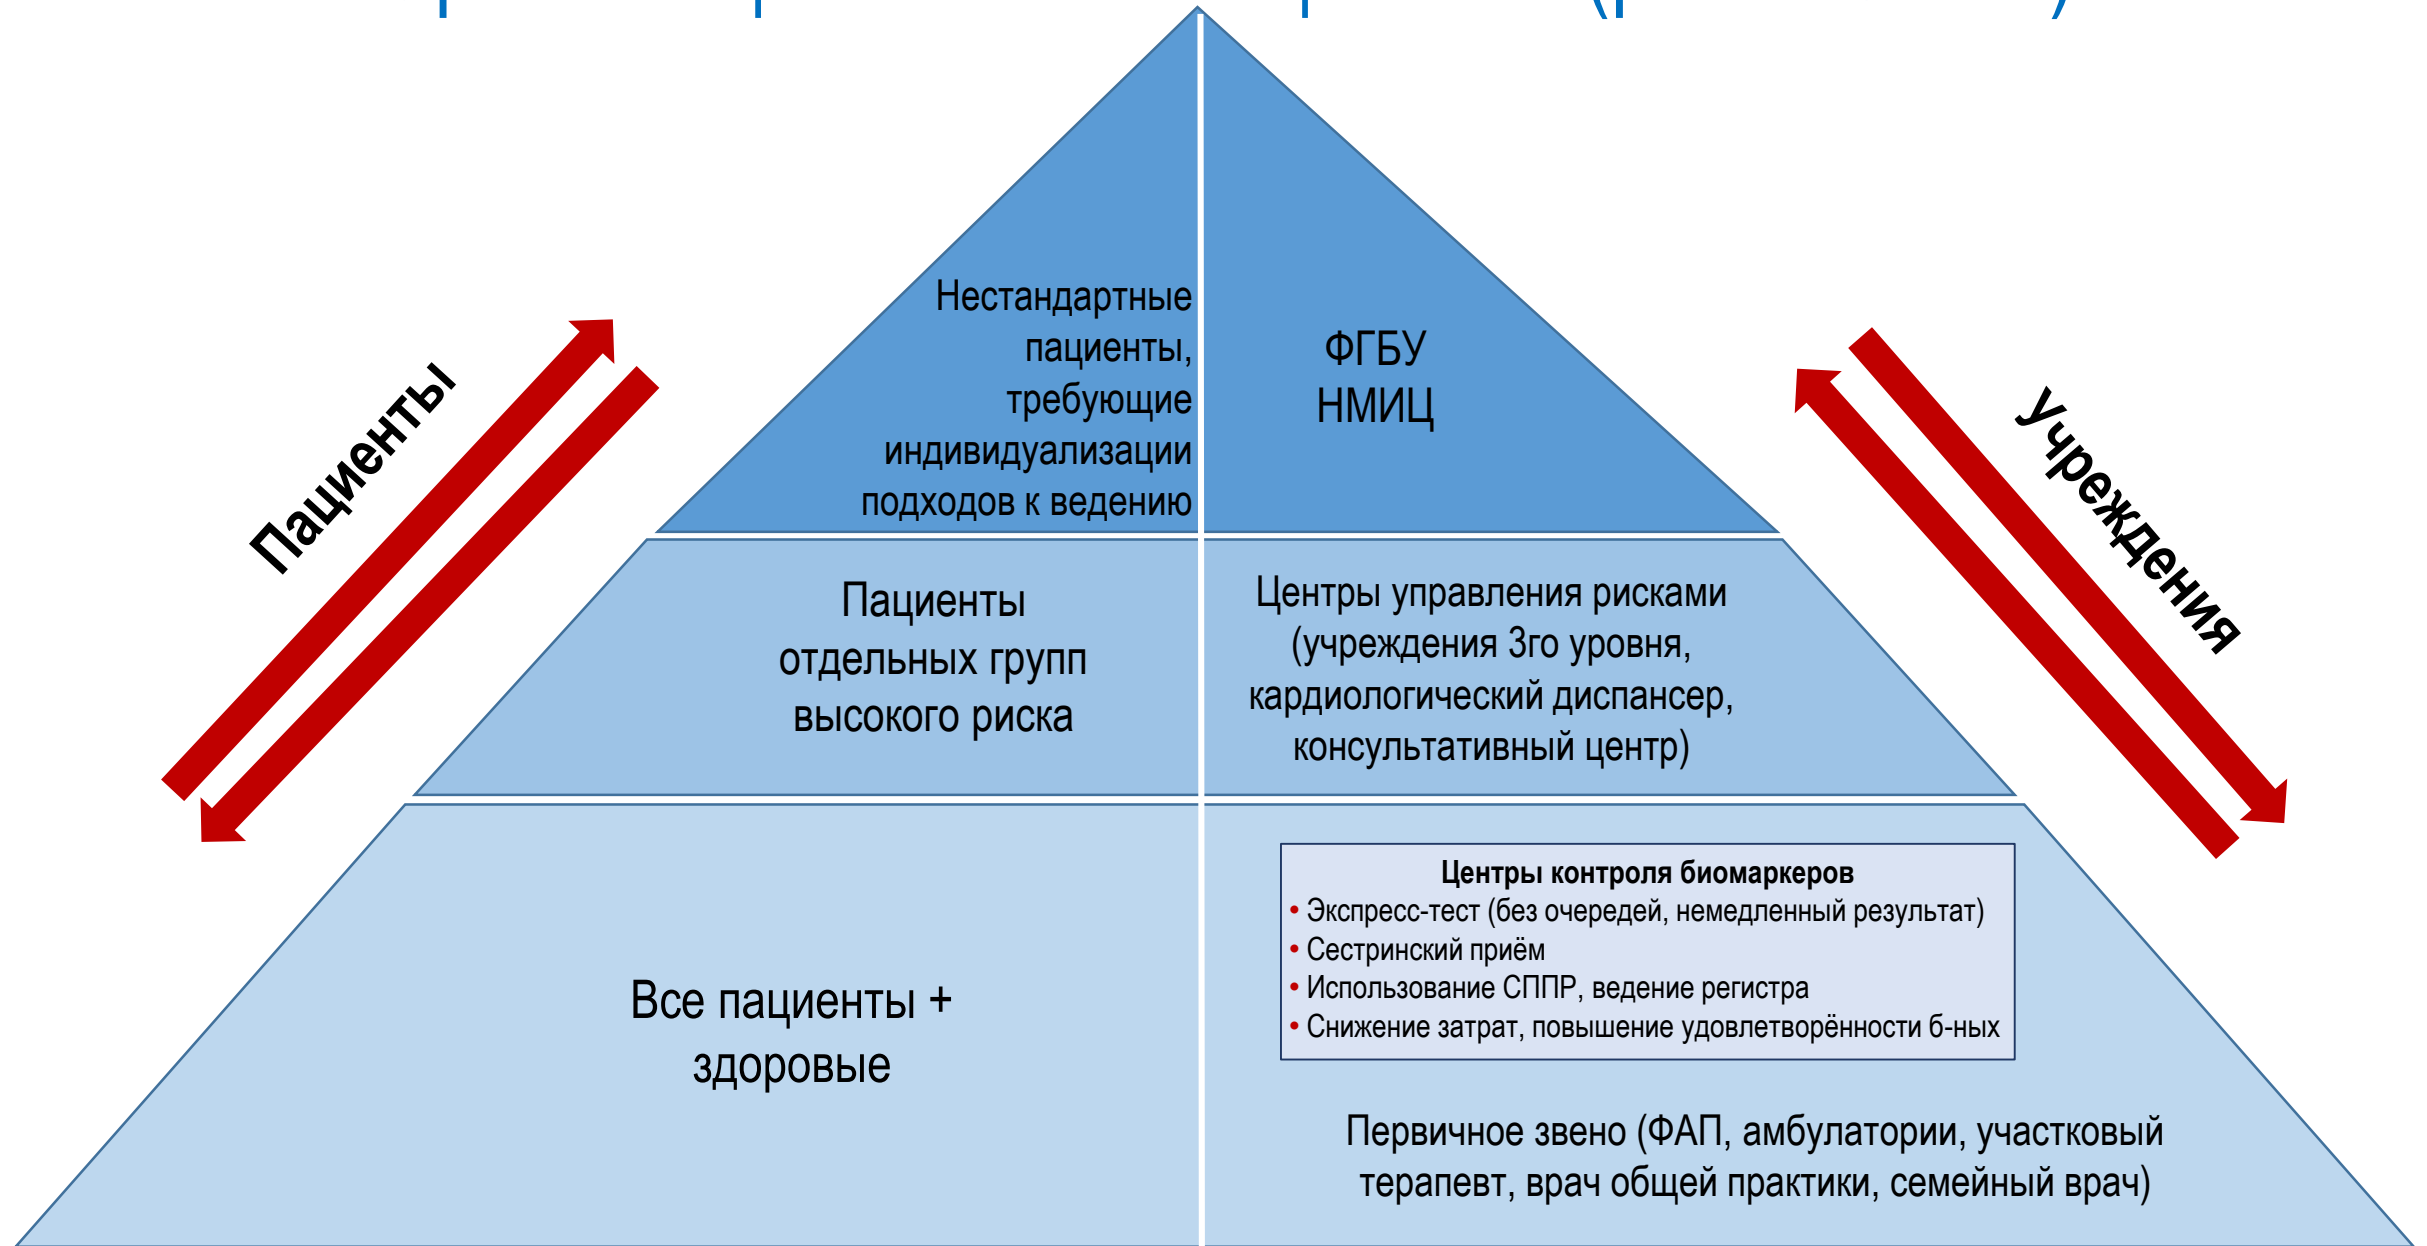 Нестандартные
пациенты,
требующие
индивидуализации
подходов к ведению
ФГБУ
НМИЦ
Пациенты
Учреждения
Пациенты
отдельных групп
высокого риска
Центры управления рисками
(учреждения 3го уровня,
кардиологический диспансер,
консультативный центр)
Все пациенты +
здоровые
Центры контроля биомаркеров
• Экспресс-тест (без очередей, немедленный результат)
• Сестринский приём
• Использование СППР, ведение регистра
• Снижение затрат, повышение удовлетворённости б-ных
Первичное звено (ФАП, амбулатории, участковый
терапевт, врач общей практики, семейный врач)